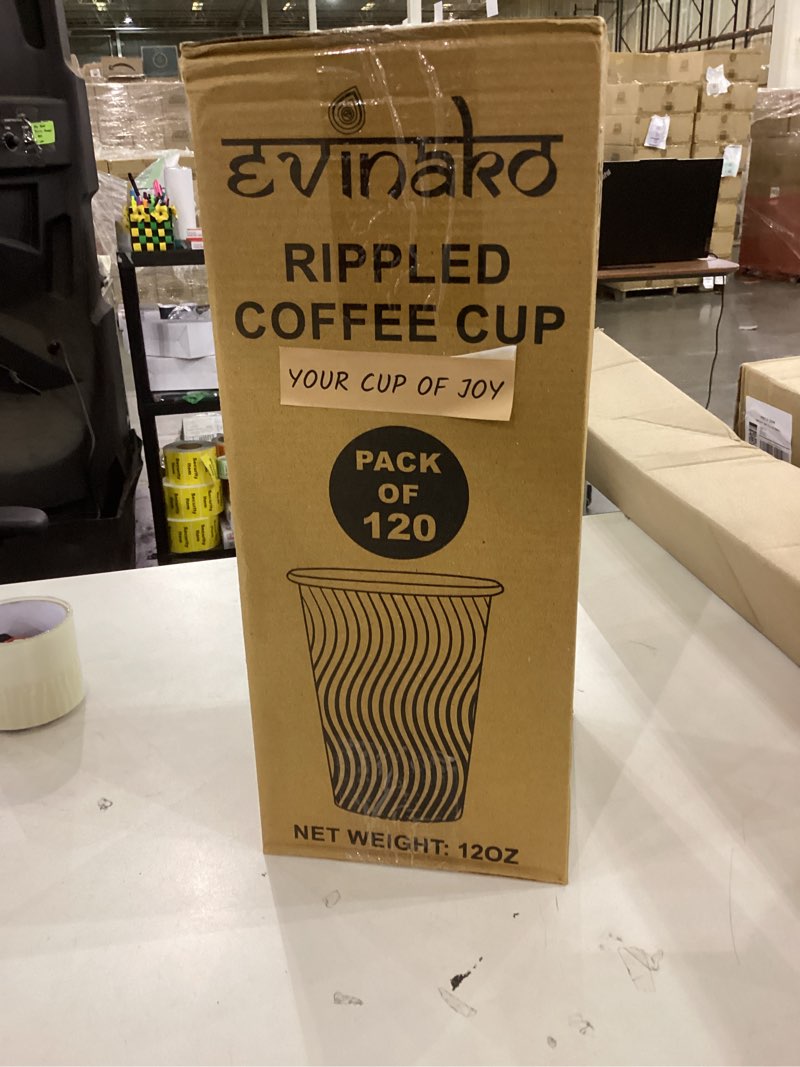 evinako
RIPPLED
COFFEE CUP
YOUR CUP OF JOY
PACK
OF
120
NET WEIGHT: 12OZ